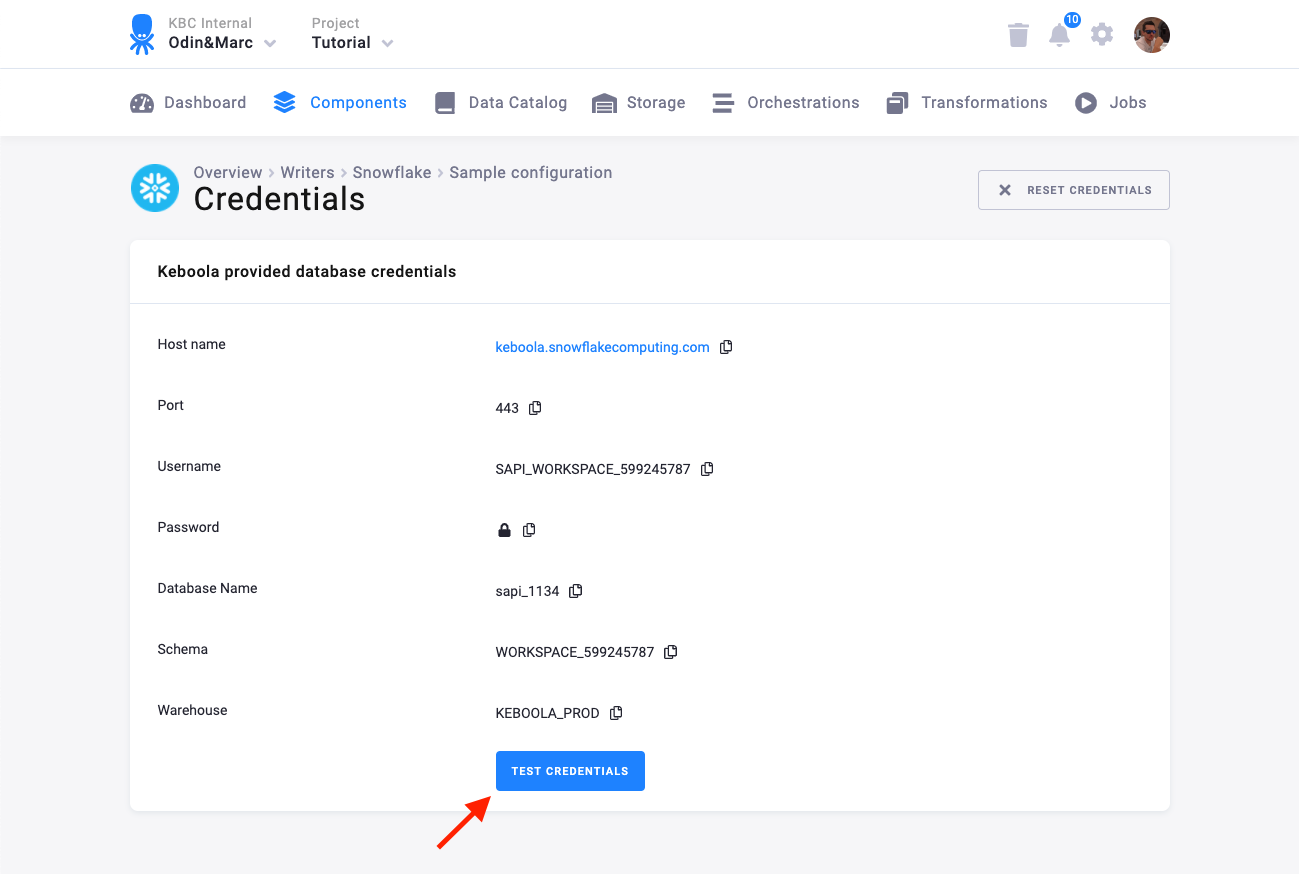 KBC Internal
Odin&Marc
Project
Tutorial
10
Dashboard
Components
Data Catalog
Storage
Orchestrations
Transformations
Jobs
Overview > Writers > Snowflake > Sample configuration
Credentials
RESET CREDENTIALS
Keboola provided database credentials
Host name
keboola.snowflakecomputing.com
Port
443
Username
SAPI_WORKSPACE_599245787
Password
Database Name
sapi_1134
Schema
WORKSPACE_599245787
Warehouse
KEBOOLA_PROD
TEST CREDENTIALS